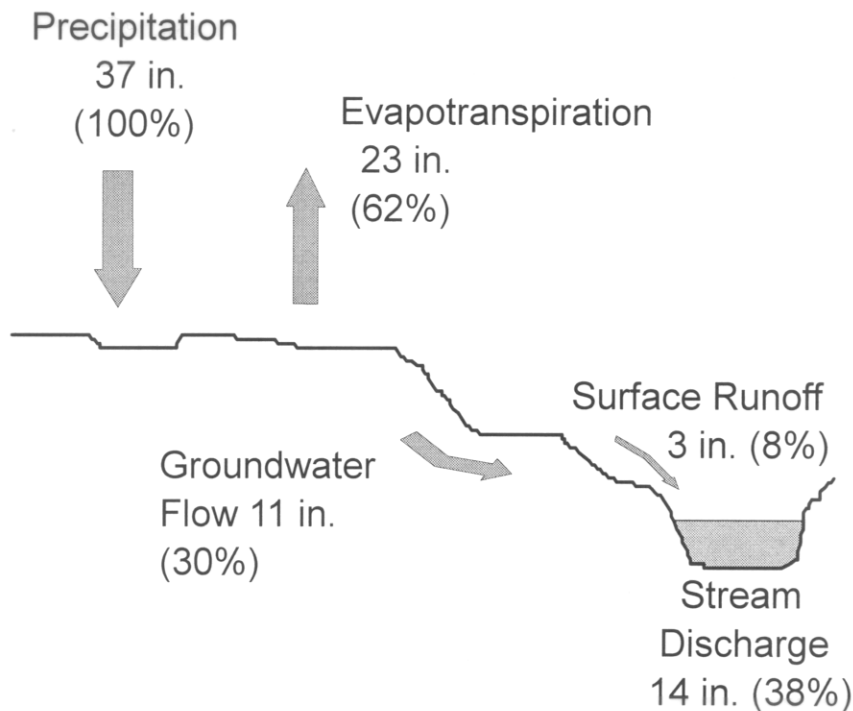 Precipitation
37 in.
(100%)
Evapotranspiration
23 in.
(62%)
Surface Runoff
3 in. (8%)
Groundwater
Flow 11 in.
(30%)
Stream
Discharge
14 in. (38%)